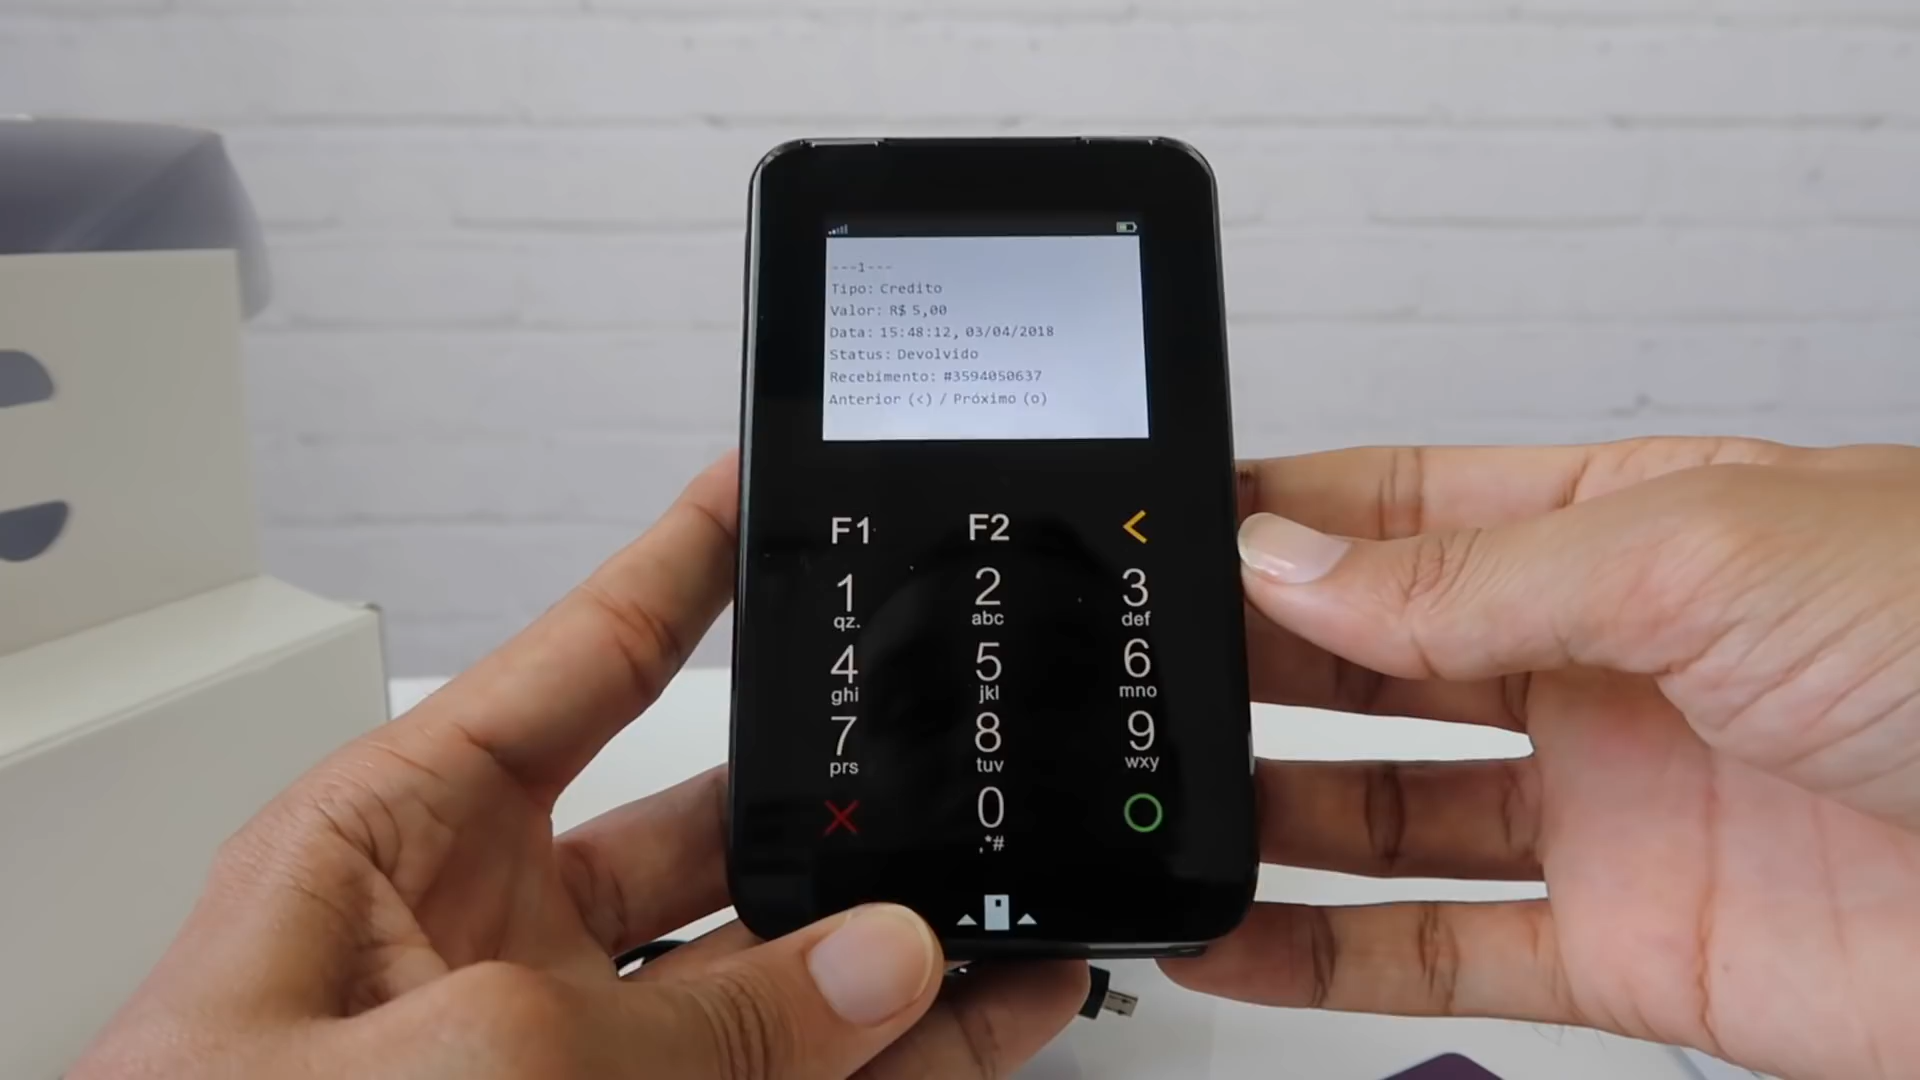 ---1---
Tipo: Credito
Valor: R$ 5,00
Data: 15:48:12, 03/04/2018
Status: Devolvido
Recebimento: #3594050637
Anterior (<) / Próximo (o)
F1 F2 <
1 2 3
qz. abc def
4 5 6
ghi jkl mno
7 8 9
prs tuv wxy
0
,*#